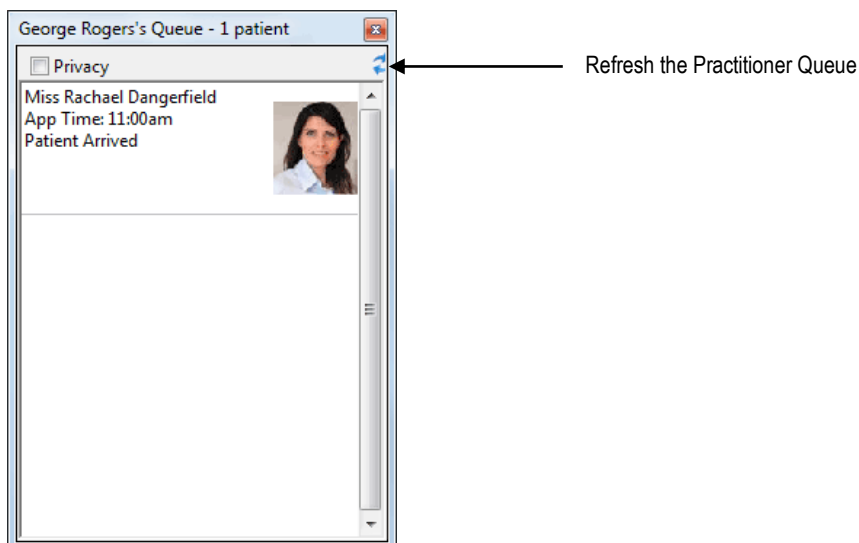 George Rogers's Queue - 1 patient
Privacy
Refresh the Practitioner Queue
Miss Rachael Dangerfield
App Time: 11:00am
Patient Arrived